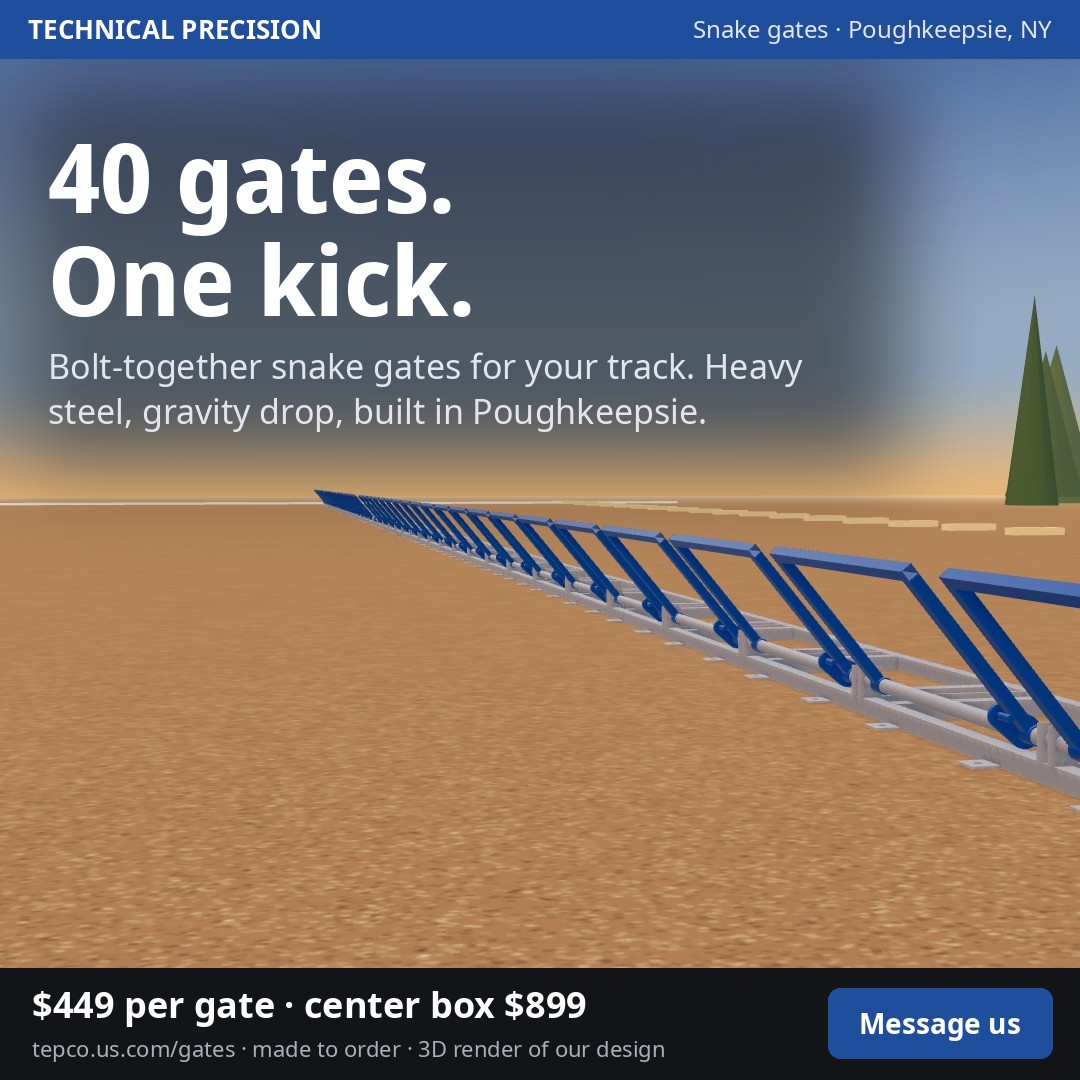 TECHNICAL PRECISION
Snake gates · Poughkeepsie, NY
40 gates.
One kick.
Bolt-together snake gates for your track. Heavy
steel, gravity drop, built in Poughkeepsie.
$449 per gate · center box $899
tepco.us.com/gates · made to order · 3D render of our design
Message us